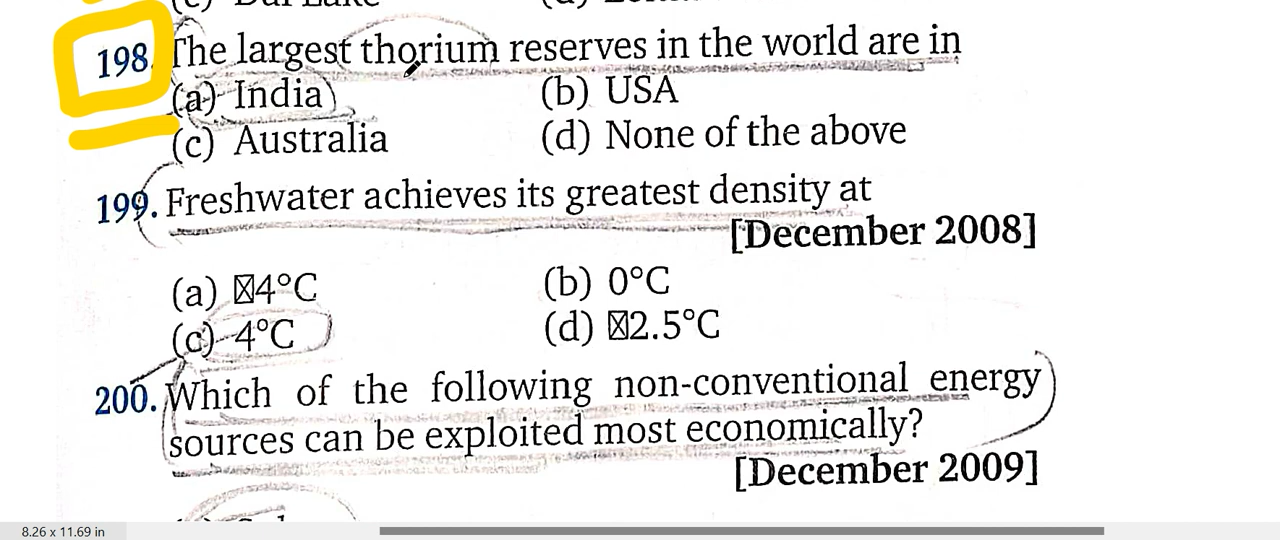 198. The largest thorium reserves in the world are in
(a) India (b) USA
(c) Australia (d) None of the above
199. Freshwater achieves its greatest density at
[December 2008]
(a) ☒4°C (b) 0°C
(c) 4°C (d) ☒2.5°C
200. Which of the following non-conventional energy
sources can be exploited most economically?
[December 2009]
8.26 x 11.69 in